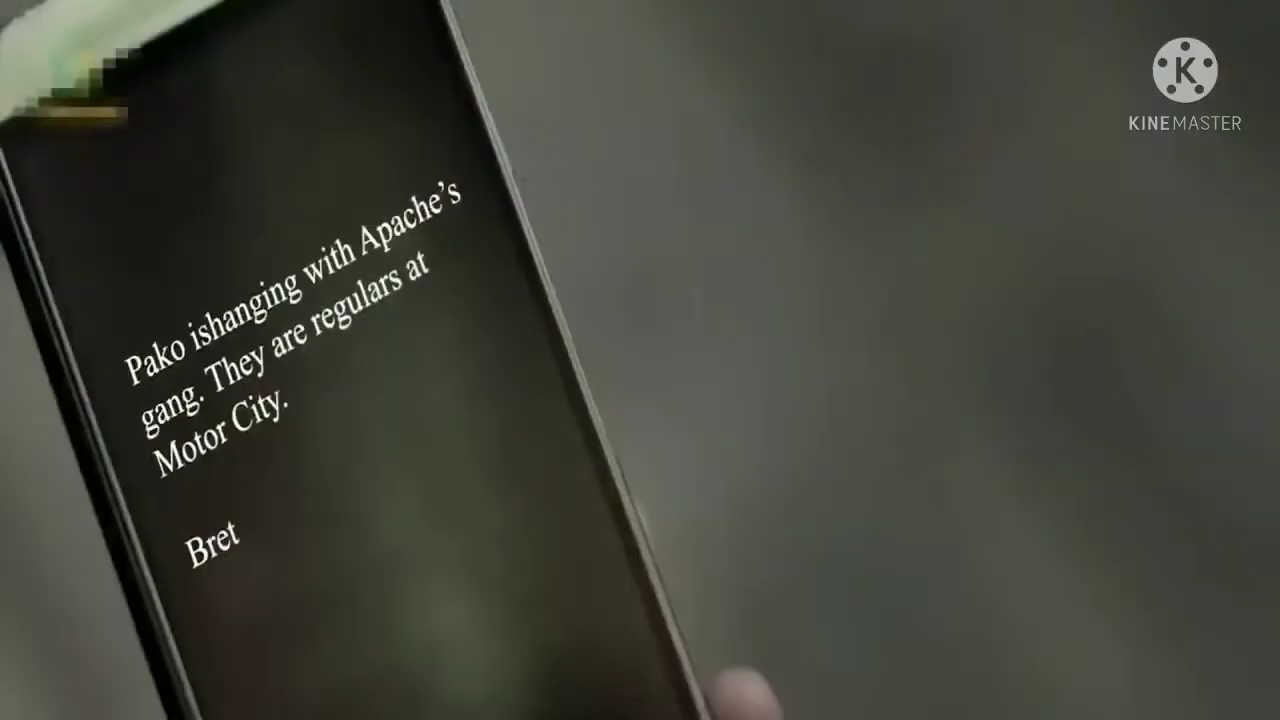 KINEMASTER
Pako ishanging with Apache's
gang. They are regulars at
Motor City.
Bret